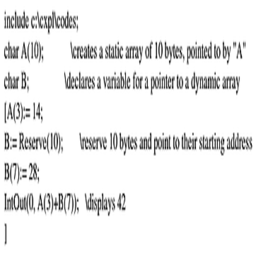 include c:\cxpl\codes;
char A(10); \creates a static array of 10 bytes, pointed to by "A"
char B; \declares a variable for a pointer to a dynamic array
[A(3):= 14;
B:= Reserve(10); \reserve 10 bytes and point to their starting address
B(7):= 28;
IntOut(0, A(3)+B(7)); \displays 42
]